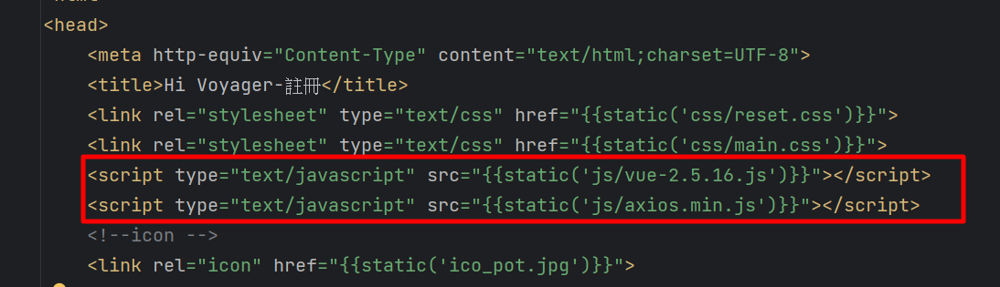 <head>
<meta http-equiv="Content-Type" content="text/html;charset=UTF-8">
<title>Hi Voyager-註冊</title>
<link rel="stylesheet" type="text/css" href="{{static('css/reset.css')}}">
<link rel="stylesheet" type="text/css" href="{{static('css/main.css')}}">
<script type="text/javascript" src="{{static('js/vue-2.5.16.js')}}"></script>
<script type="text/javascript" src="{{static('js/axios.min.js')}}"></script>
<!--icon -->
<link rel="icon" href="{{static('ico_pot.jpg')}}">